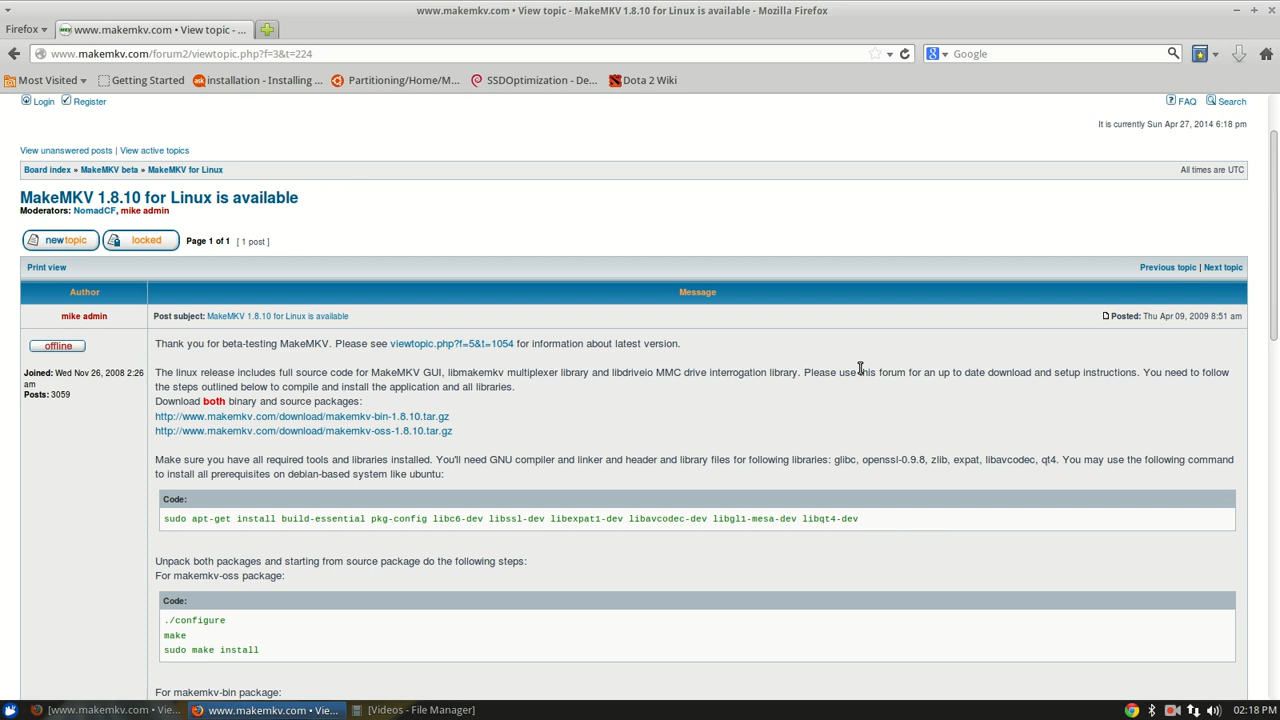 www.makemkv.com • View topic - MakeMKV 1.8.10 for Linux is available - Mozilla Firefox
Firefox
www.makemkv.com • View topic - ...
www.makemkv.com/forum2/viewtopic.php?f=3&t=224
Google
Most Visited
Getting Started
installation - Installing ...
Partitioning/Home/M...
SSDOptimization - De...
Dota 2 Wiki
Login Register
FAQ Search
It is currently Sun Apr 27, 2014 6:18 pm
View unanswered posts | View active topics
Board index » MakeMKV beta » MakeMKV for Linux
All times are UTC
MakeMKV 1.8.10 for Linux is available
Moderators: NomadCF, mike admin
newtopic locked Page 1 of 1 [ 1 post ]
Print view
Previous topic | Next topic
Author
Message
mike admin
Post subject: MakeMKV 1.8.10 for Linux is available
Posted: Thu Apr 09, 2009 8:51 am
offline
Joined: Wed Nov 26, 2008 2:26 am
Posts: 3059
Thank you for beta-testing MakeMKV. Please see viewtopic.php?f=5&t=1054 for information about latest version.
The linux release includes full source code for MakeMKV GUI, libmakemkv multiplexer library and libdriveio MMC drive interrogation library. Please use this forum for an up to date download and setup instructions. You need to follow
the steps outlined below to compile and install the application and all libraries.
Download both binary and source packages:
http://www.makemkv.com/download/makemkv-bin-1.8.10.tar.gz
http://www.makemkv.com/download/makemkv-oss-1.8.10.tar.gz
Make sure you have all required tools and libraries installed. You'll need GNU compiler and linker and header and library files for following libraries: glibc, openssl-0.9.8, zlib, expat, libavcodec, qt4. You may use the following command
to install all prerequisites on debian-based system like ubuntu:
Code:
sudo apt-get install build-essential pkg-config libc6-dev libssl-dev libexpat1-dev libavcodec-dev libgl1-mesa-dev libqt4-dev
Unpack both packages and starting from source package do the following steps:
For makemkv-oss package:
Code:
./configure
make
sudo make install
For makemkv-bin package:
[www.makemkv.com • Vie...
www.makemkv.com • Vie...
[Videos - File Manager]
02:18 PM